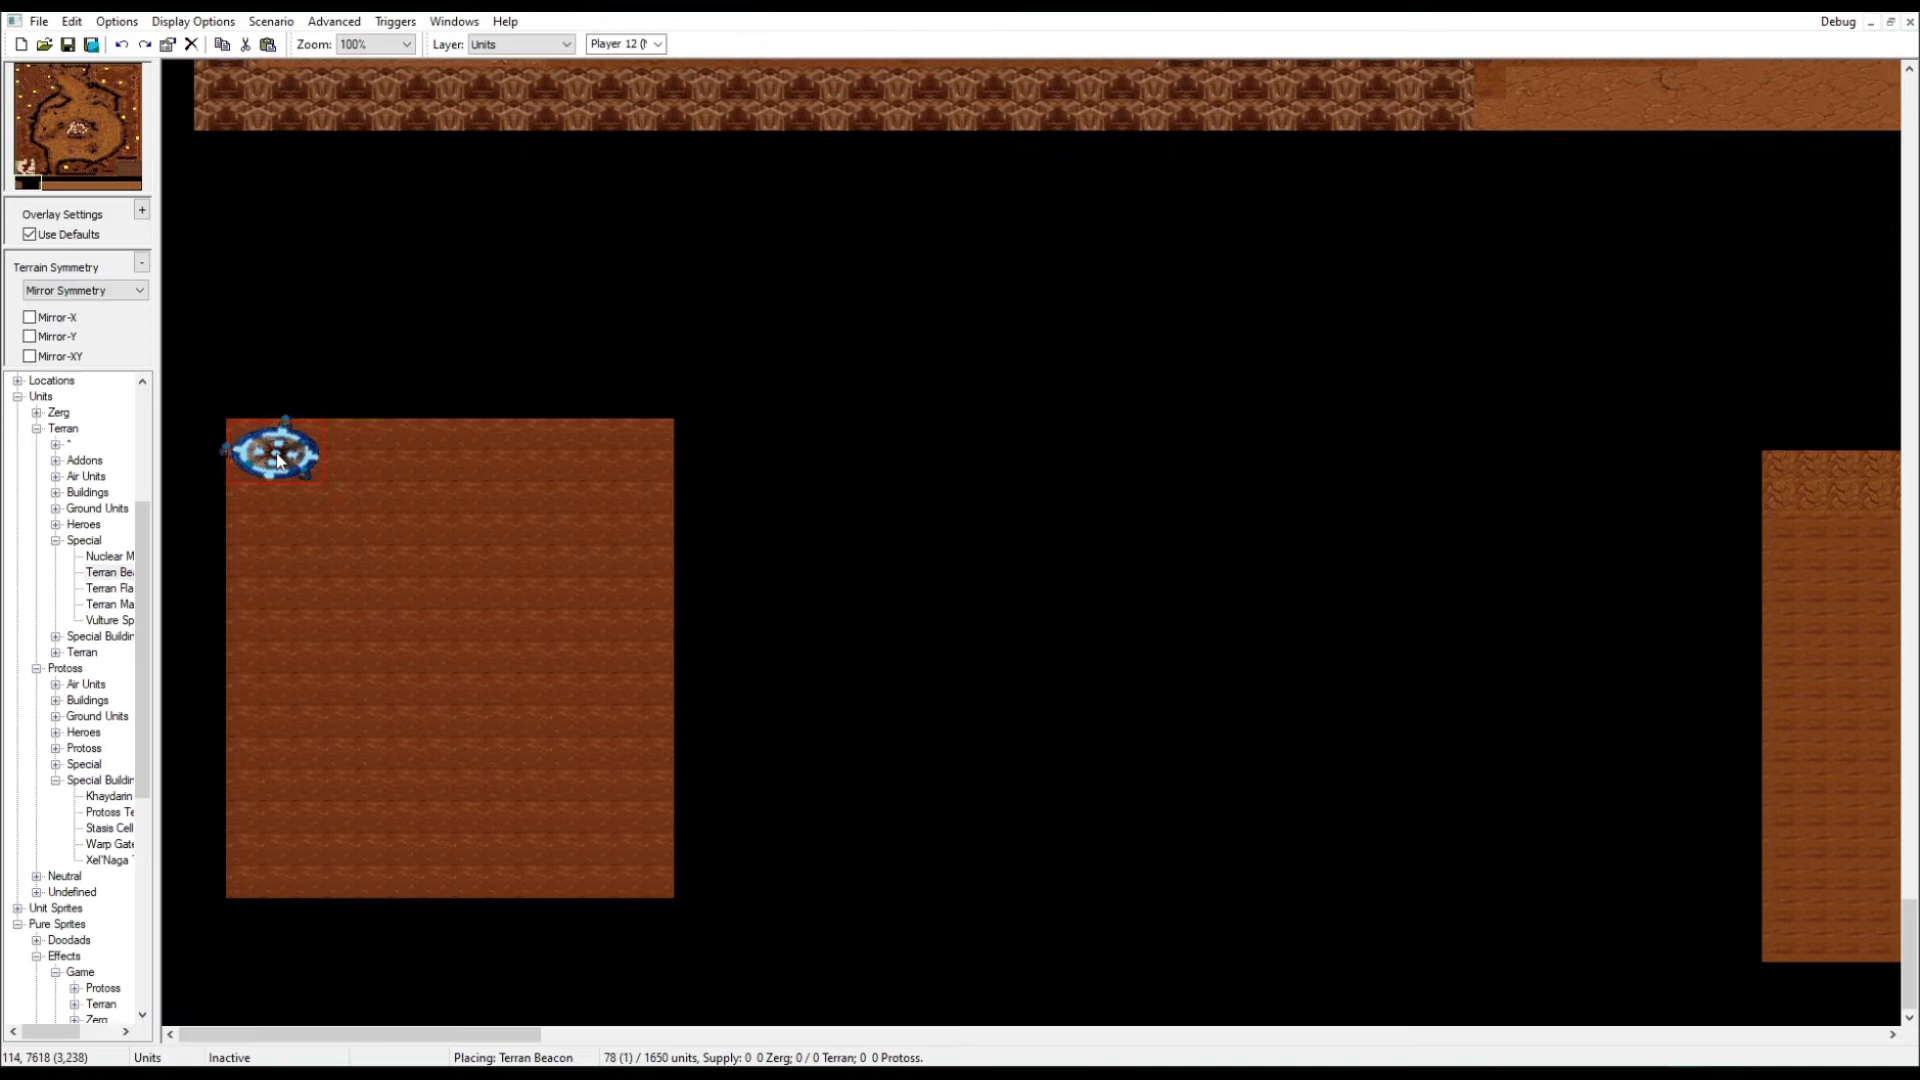 File Edit Options Display Options Scenario Advanced Triggers Windows Help Debug
Zoom: 100% Layer: Units Player 12 (
Overlay Settings +
Use Defaults
Terrain Symmetry -
Mirror Symmetry
Mirror-X
Mirror-Y
Mirror-XY
Locations
Units
Zerg
Terran
*
Addons
Air Units
Buildings
Ground Units
Heroes
Special
Nuclear M
Terran Be
Terran Fla
Terran Ma
Vulture Sp
Special Buildin
Terran
Protoss
Air Units
Buildings
Ground Units
Heroes
Protoss
Special
Special Buildin
Khaydarin
Protoss Te
Stasis Cell
Warp Gate
Xel'Naga
Neutral
Undefined
Unit Sprites
Pure Sprites
Doodads
Effects
Game
Protoss
Terran
Zerg
114, 7618 (3,238) Units Inactive Placing: Terran Beacon 78 (1) / 1650 units, Supply: 0 0 Zerg; 0 / 0 Terran; 0 0 Protoss.